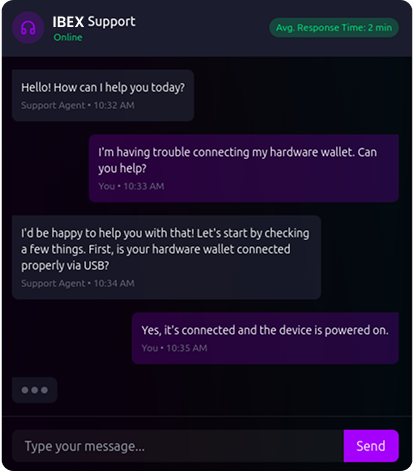 IBEX Support
Online
Avg. Response Time: 2 min
Hello! How can I help you today?
Support Agent • 10:32 AM
I'm having trouble connecting my hardware wallet. Can
you help?
You • 10:33 AM
I'd be happy to help you with that! Let's start by checking
a few things. First, is your hardware wallet connected
properly via USB?
Support Agent • 10:34 AM
Yes, it's connected and the device is powered on.
You • 10:35 AM
Type your message...
Send